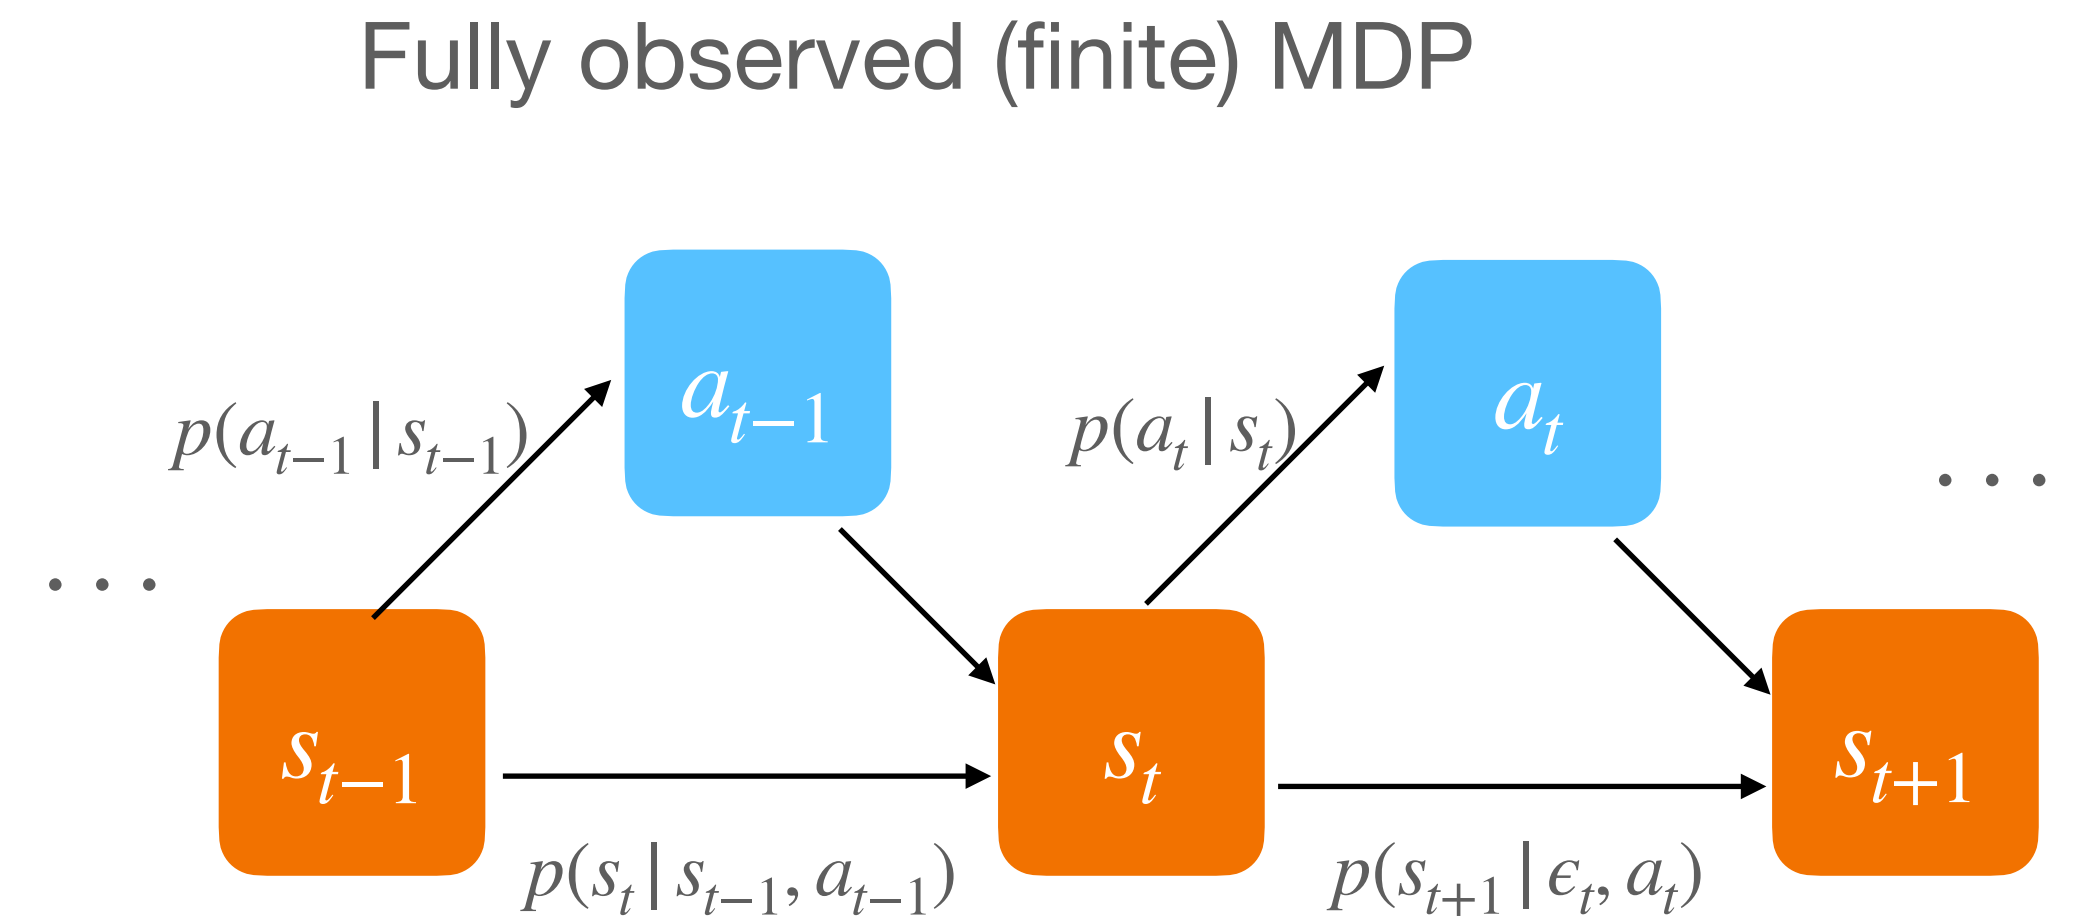 Fully observed (finite) MDP
a_{t−1}
a_t
p(a_{t−1} | s_{t−1})
p(a_t | s_t)
. . .
. . .
s_{t−1}
s_t
s_{t+1}
p(s_t | s_{t−1}, a_{t−1})
p(s_{t+1} | ϵ_t, a_t)